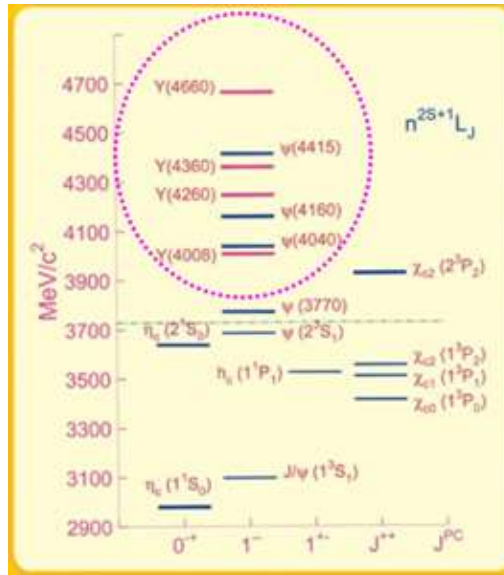 MeV/c²
4700
4500
4300
4100
3900
3700
3500
3300
3100
2900
n²ˢ⁺¹L_J
Y(4660)
ψ(4415)
Y(4360)
Y(4260)
ψ(4160)
ψ(4040)
Y(4008)
χc2 (2³P₂)
ψ (3770)
ηc (2¹S₀)
ψ (2³S₁)
hc (1¹P₁)
χc2 (1³P₂)
χc1 (1³P₁)
χc0 (1³P₀)
J/ψ (1³S₁)
ηc (1¹S₀)
0⁻⁺ 1⁻⁻ 1⁺⁻ J⁺⁺ Jᴾᶜ